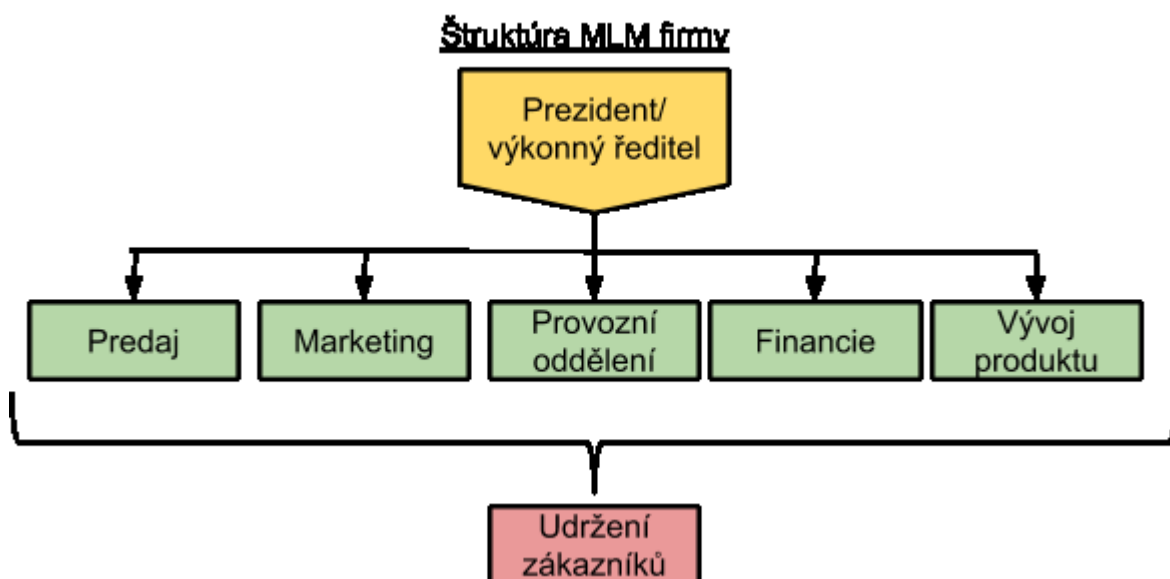 Štruktúra MLM firmy
Prezident/
výkonný ředitel
Predaj
Marketing
Provozní
oddělení
Financie
Vývoj
produktu
Udržení
zákazníků